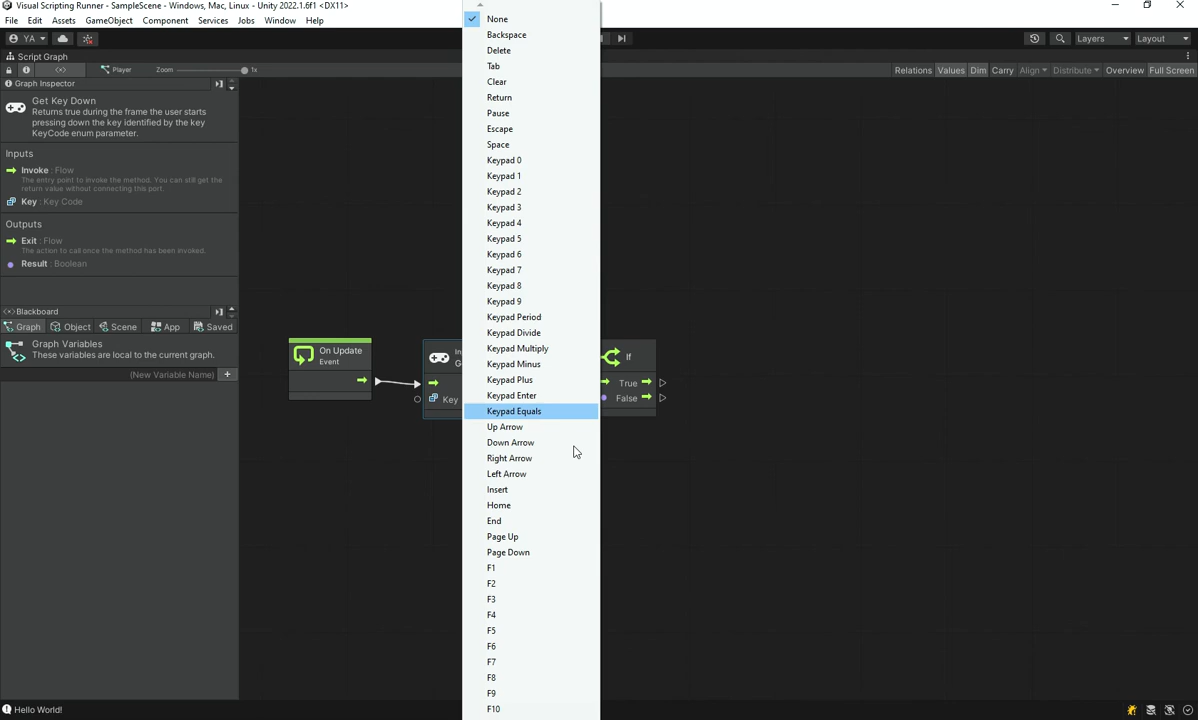 Visual Scripting Runner - SampleScene - Windows, Mac, Linux - Unity 2022.1.6f1 <DX11>
File Edit Assets GameObject Component Services Jobs Window Help
YA
Layers
Layout
Script Graph
<×>
Player
Zoom
1x
Relations
Values
Dim
Carry
Align
Distribute
Overview
Full Screen
Graph Inspector
Get Key Down
Returns true during the frame the user starts
pressing down the key identified by the key
KeyCode enum parameter.
Inputs
Invoke : Flow
The entry point to invoke the method. You can still get the
return value without connecting this port.
Key : Key Code
Outputs
Exit : Flow
The action to call once the method has been invoked.
Result : Boolean
<×> Blackboard
Graph
Object
Scene
App
Saved
Graph Variables
These variables are local to the current graph.
(New Variable Name)
+
On Update
Event
In
G
Key
If
True
False
None
Backspace
Delete
Tab
Clear
Return
Pause
Escape
Space
Keypad 0
Keypad 1
Keypad 2
Keypad 3
Keypad 4
Keypad 5
Keypad 6
Keypad 7
Keypad 8
Keypad 9
Keypad Period
Keypad Divide
Keypad Multiply
Keypad Minus
Keypad Plus
Keypad Enter
Keypad Equals
Up Arrow
Down Arrow
Right Arrow
Left Arrow
Insert
Home
End
Page Up
Page Down
F1
F2
F3
F4
F5
F6
F7
F8
F9
F10
Hello World!